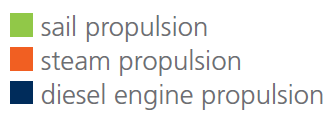 sail propulsion
steam propulsion
diesel engine propulsion